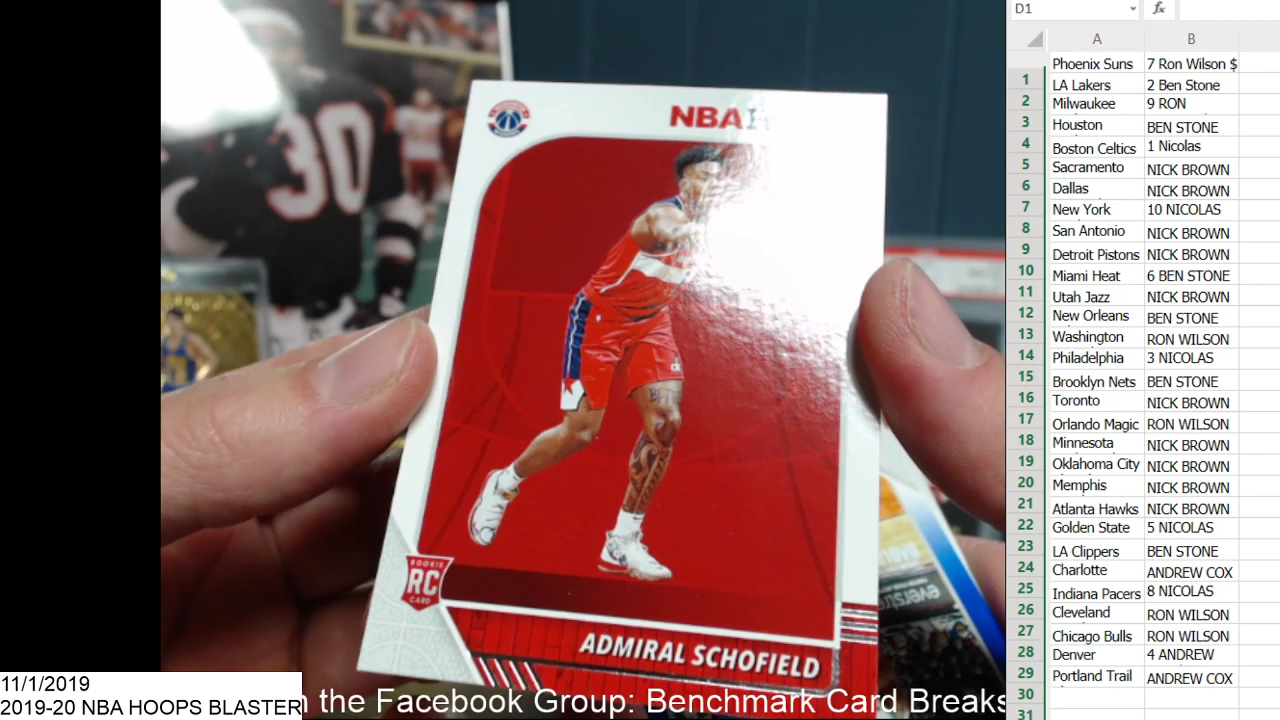 D1
fx
A B
Phoenix Suns 7 Ron Wilson $
1 LA Lakers 2 Ben Stone
2 Milwaukee 9 RON
3 Houston BEN STONE
4 Boston Celtics 1 Nicolas
5 Sacramento NICK BROWN
6 Dallas NICK BROWN
7 New York 10 NICOLAS
8 San Antonio NICK BROWN
9 Detroit Pistons NICK BROWN
10 Miami Heat 6 BEN STONE
11 Utah Jazz NICK BROWN
12 New Orleans BEN STONE
13 Washington RON WILSON
14 Philadelphia 3 NICOLAS
15 Brooklyn Nets BEN STONE
16 Toronto NICK BROWN
17 Orlando Magic RON WILSON
18 Minnesota NICK BROWN
19 Oklahoma City NICK BROWN
20 Memphis NICK BROWN
21 Atlanta Hawks NICK BROWN
22 Golden State 5 NICOLAS
23 LA Clippers BEN STONE
24 Charlotte ANDREW COX
25 Indiana Pacers 8 NICOLAS
26 Cleveland RON WILSON
27 Chicago Bulls RON WILSON
28 Denver 4 ANDREW
29 Portland Trail ANDREW COX
30
31
30
NBA H
ROOKIE
RC
CARD
ADMIRAL SCHOFIELD
11/1/2019
2019-20 NBA HOOPS BLASTER
the Facebook Group: Benchmark Card Breaks